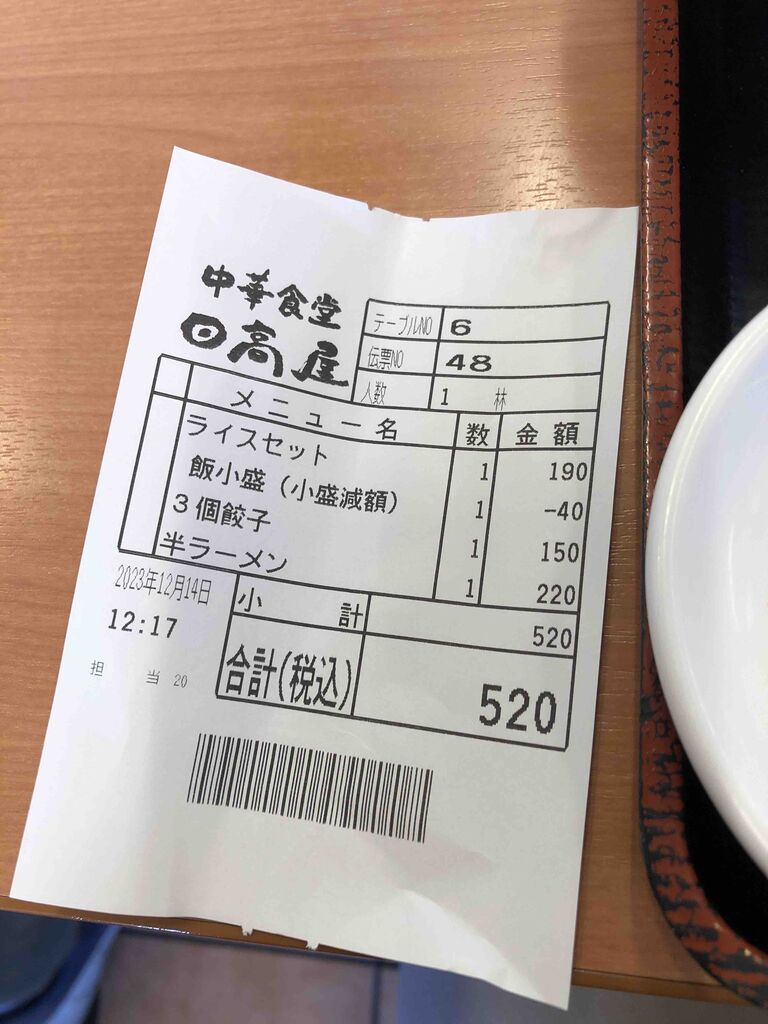 中華食堂
日高屋
テーブルNO 6
伝票NO 48
人数 1 林
メニュー名 数 金額
ライスセット 1 190
飯小盛（小盛減額） 1 -40
３個餃子 1 150
半ラーメン 1 220
2023年12月14日
小計 520
12:17
合計(税込) 520
担当 20